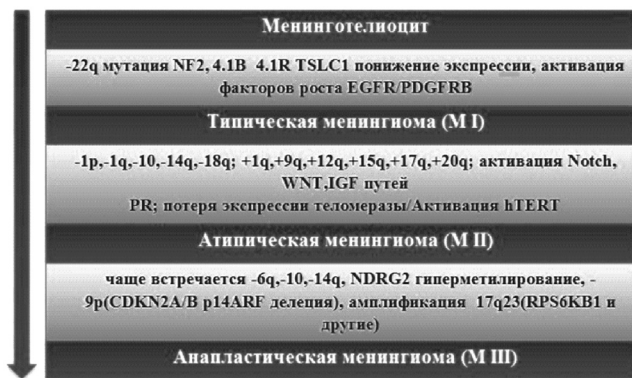 Менинготелиоцит
-22q мутация NF2, 4.1B 4.1R TSLC1 понижение экспрессии, активация
факторов роста EGFR/PDGFRB
Типическая менингиома (М I)
-1p,-1q,-10,-14q,-18q; +1q,+9q,+12q,+15q,+17q,+20q; активация Notch,
WNT,IGF путей
PR; потеря экспрессии теломеразы/Активация hTERT
Атипическая менингиома (М II)
чаще встречается -6q,-10,-14q, NDRG2 гиперметилирование, -
9p(CDKN2A/B p14ARF делеция), амплификация 17q23(RPS6KB1 и
другие)
Анапластическая менингиома (М III)